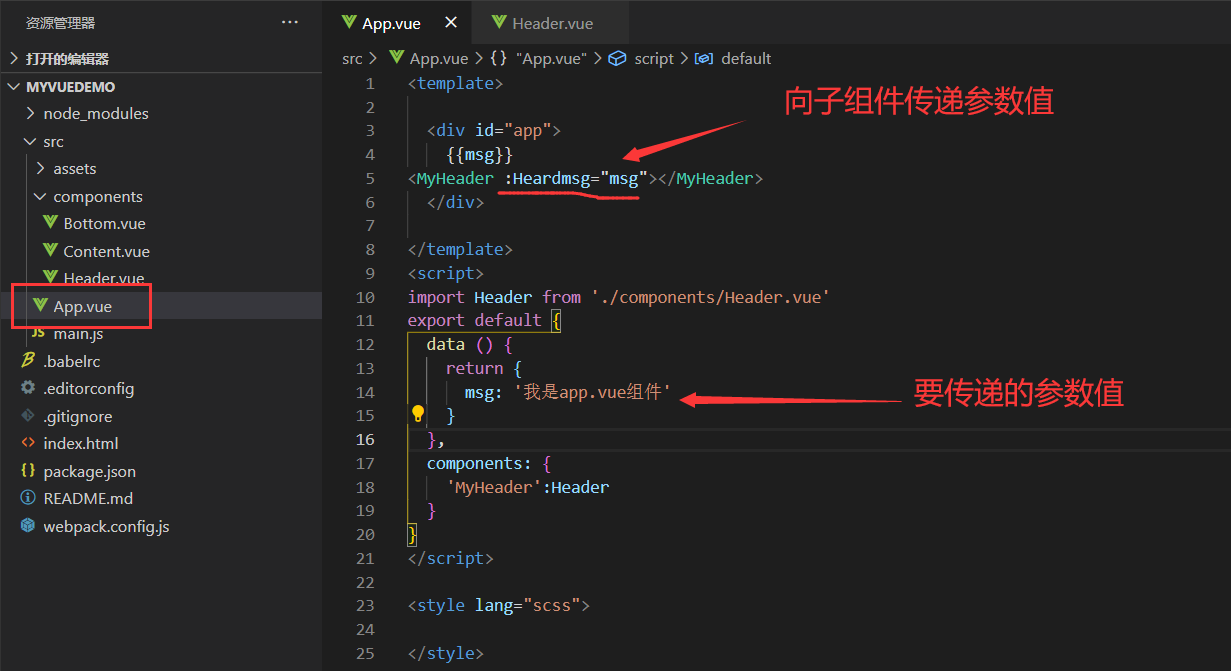 资源管理器
···
打开的编辑器
MYVUEDEMO
node_modules
src
assets
components
Bottom.vue
Content.vue
Header.vue
App.vue
JS main.js
.babelrc
.editorconfig
.gitignore
index.html
package.json
README.md
webpack.config.js
App.vue × Header.vue
src > App.vue > {} "App.vue" > script > default
1 <template>
2
3 <div id="app">
4 {{msg}}
5 <MyHeader :Heardmsg="msg"></MyHeader>
6 </div>
7
8 </template>
9 <script>
10 import Header from './components/Header.vue'
11 export default {
12 data () {
13 return {
14 msg: '我是app.vue组件'
15 }
16 },
17 components: {
18 'MyHeader':Header
19 }
20 }
21 </script>
22
23 <style lang="scss">
24
25 </style>
向子组件传递参数值
要传递的参数值